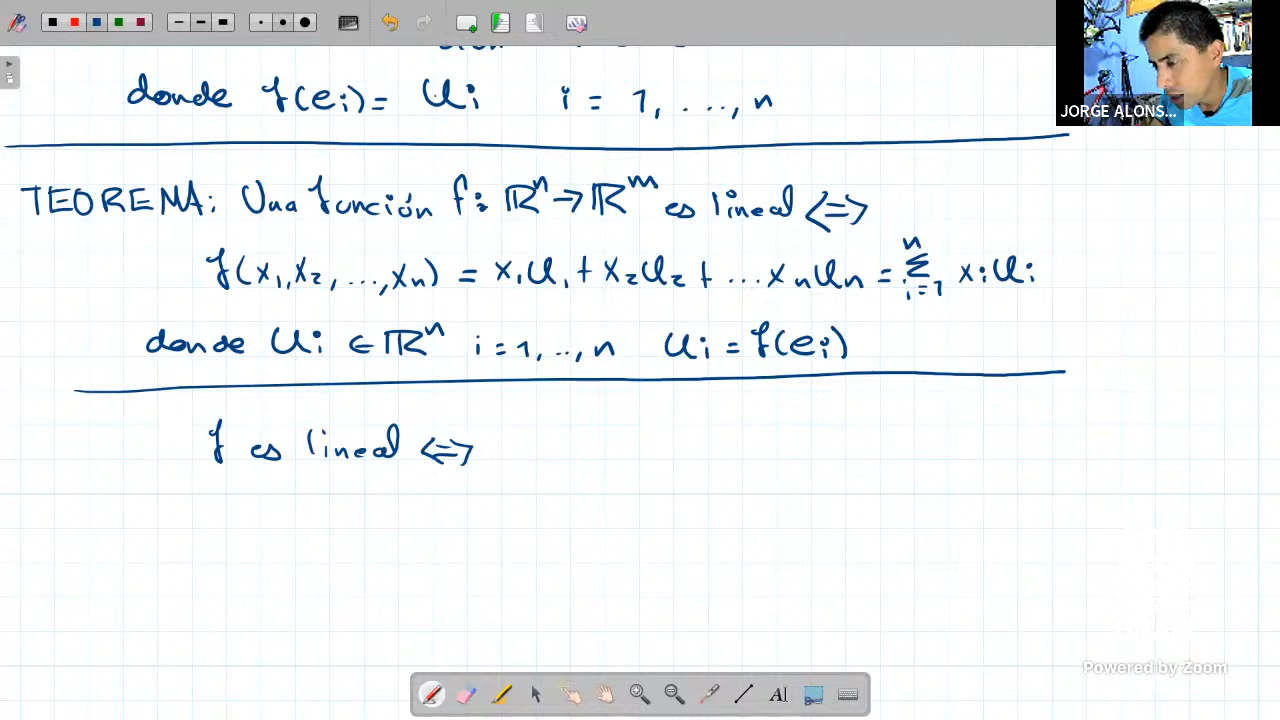 donde f(ei) = Ui i = 1, ..., n
JORGE ALONS...
TEOREMA: Una función f: ℝⁿ → ℝᵐ es lineal <=>
f(x₁, x₂, ..., xₙ) = x₁u₁ + x₂u₂ + ... xₙuₙ = Σⁿᵢ₌₁ xᵢuᵢ
donde Ui ∈ ℝⁿ i = 1, .., n Ui = f(ei)
f es lineal <=>
AI
Powered by Zoom